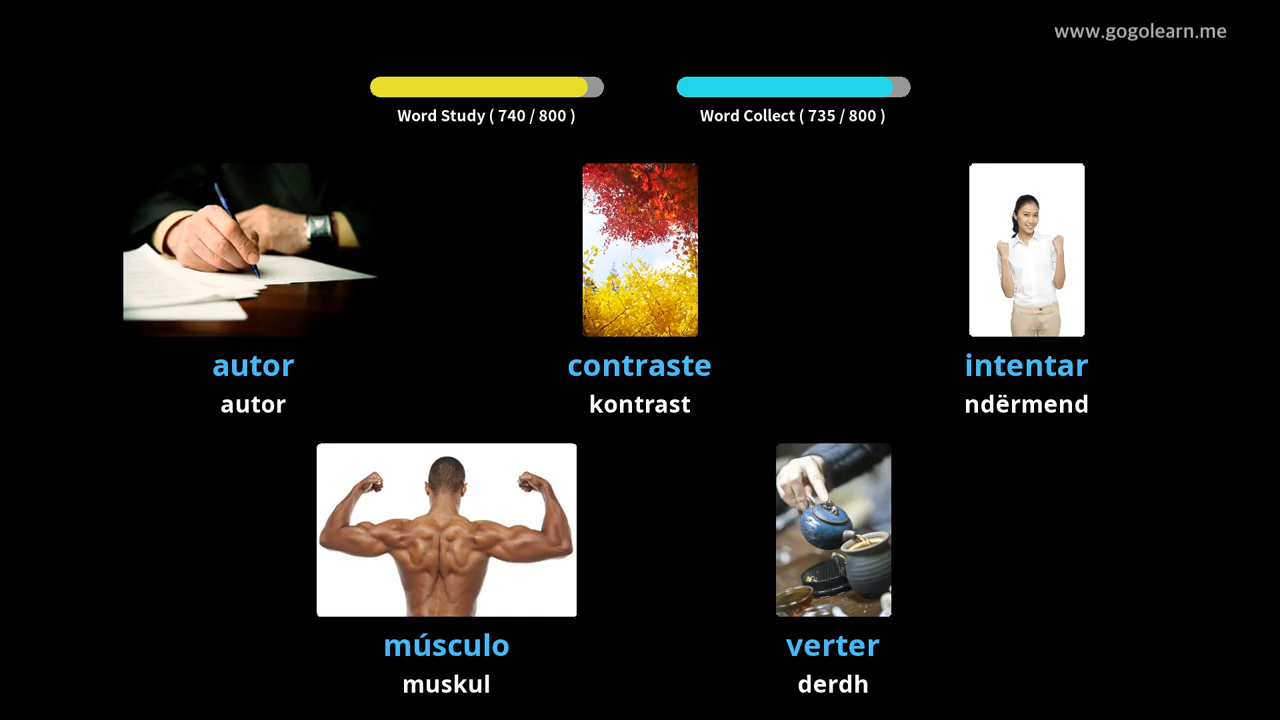 www.gogolearn.me
Word Study ( 740 / 800 )
Word Collect ( 735 / 800 )
autor
autor
contraste
kontrast
intentar
ndërmend
músculo
muskul
verter
derdh